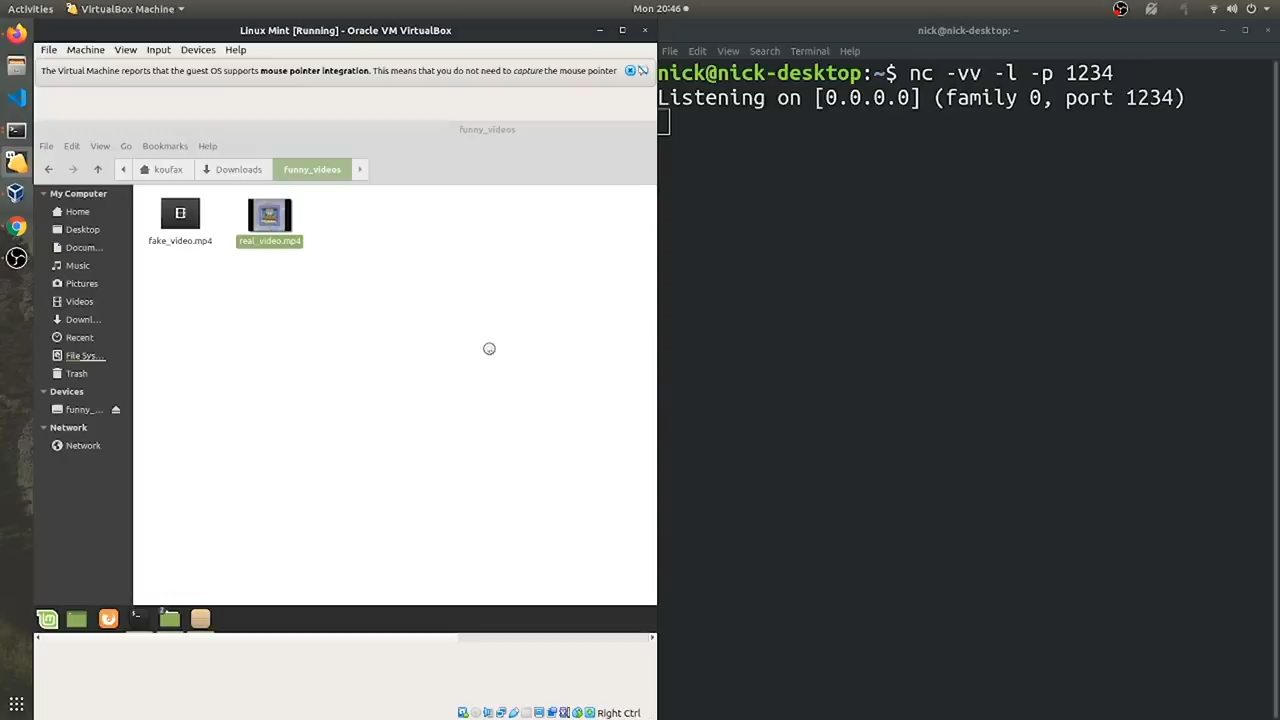 Activities VirtualBox Machine Mon 20:46
Linux Mint [Running] - Oracle VM VirtualBox
File Machine View Input Devices Help
The Virtual Machine reports that the guest OS supports mouse pointer integration. This means that you do not need to capture the mouse pointer
funny_videos
File Edit View Go Bookmarks Help
koufax Downloads funny_videos
My Computer
Home
Desktop
Docum...
Music
Pictures
Videos
Downl...
Recent
File Sys...
Trash
Devices
funny_...
Network
Network
fake_video.mp4 real_video.mp4
Right Ctrl
nick@nick-desktop: ~
File Edit View Search Terminal Help
nick@nick-desktop:~$ nc -vv -l -p 1234
Listening on [0.0.0.0] (family 0, port 1234)